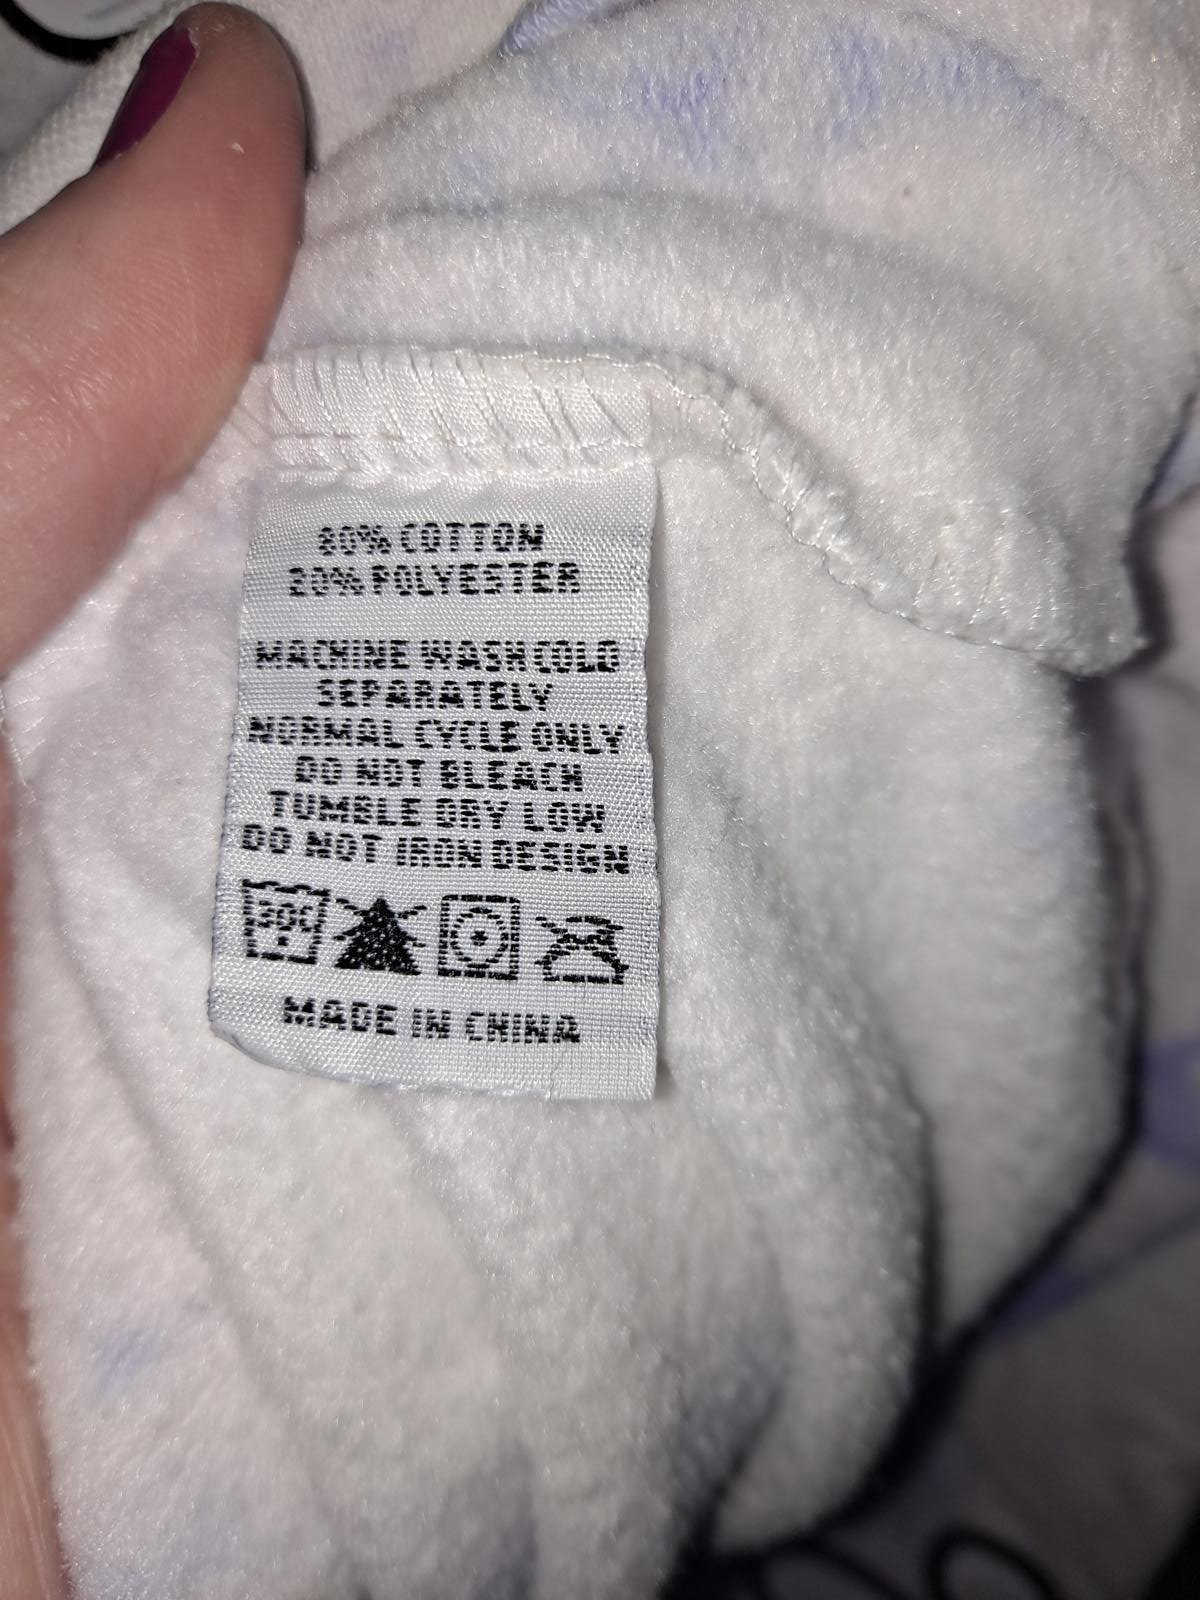 80% COTTON
20% POLYESTER
MACHINE WASH COLD
SEPARATELY
NORMAL CYCLE ONLY
DO NOT BLEACH
TUMBLE DRY LOW
DO NOT IRON DESIGN
30C
MADE IN CHINA